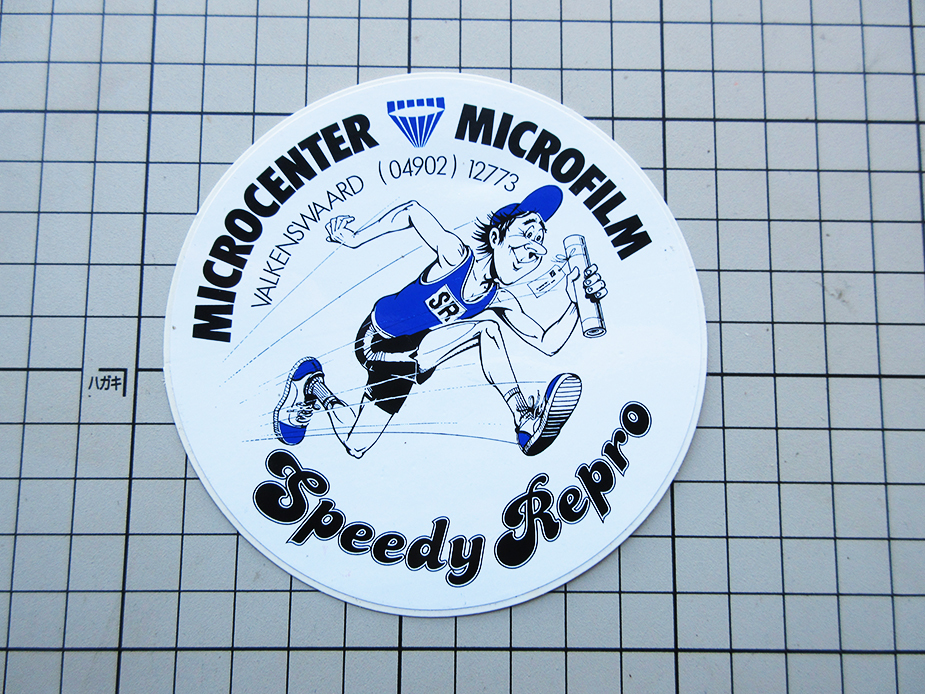 MICROCENTER MICROFILM
VALKENSWAARD (04902) 12773
SR
Speedy Repro
ハガキ